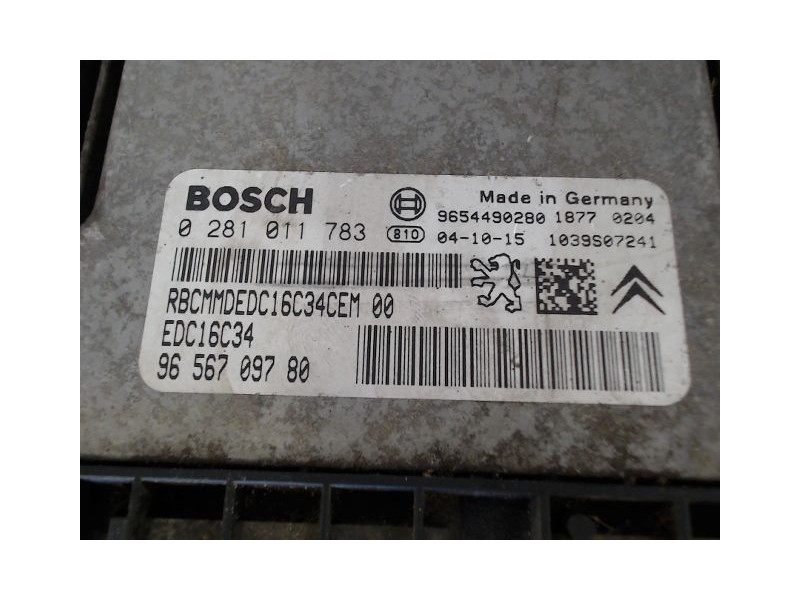 BOSCH
Made in Germany
9654490280 1877 0204
0 281 011 783 810 04-10-15 1039S07241
RBCMMDEDC16C34CEM 00
EDC16C34
96 567 097 80